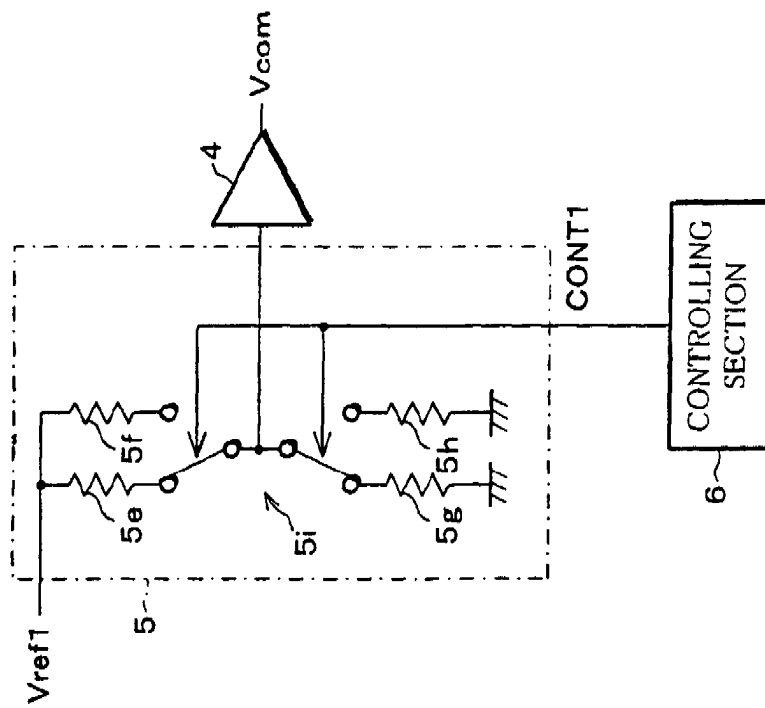 Vref1
5
5e
5f
5i
5g
5h
4
Vcom
CONT1
CONTROLLING
SECTION
6